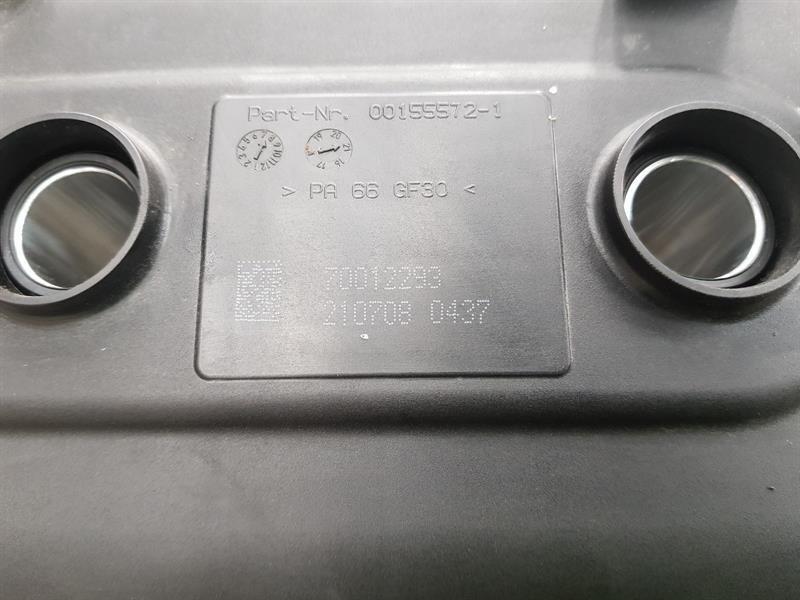 Part-Nr. 00155572-1
> PA 66 GF30 <
70012293
210708 0437